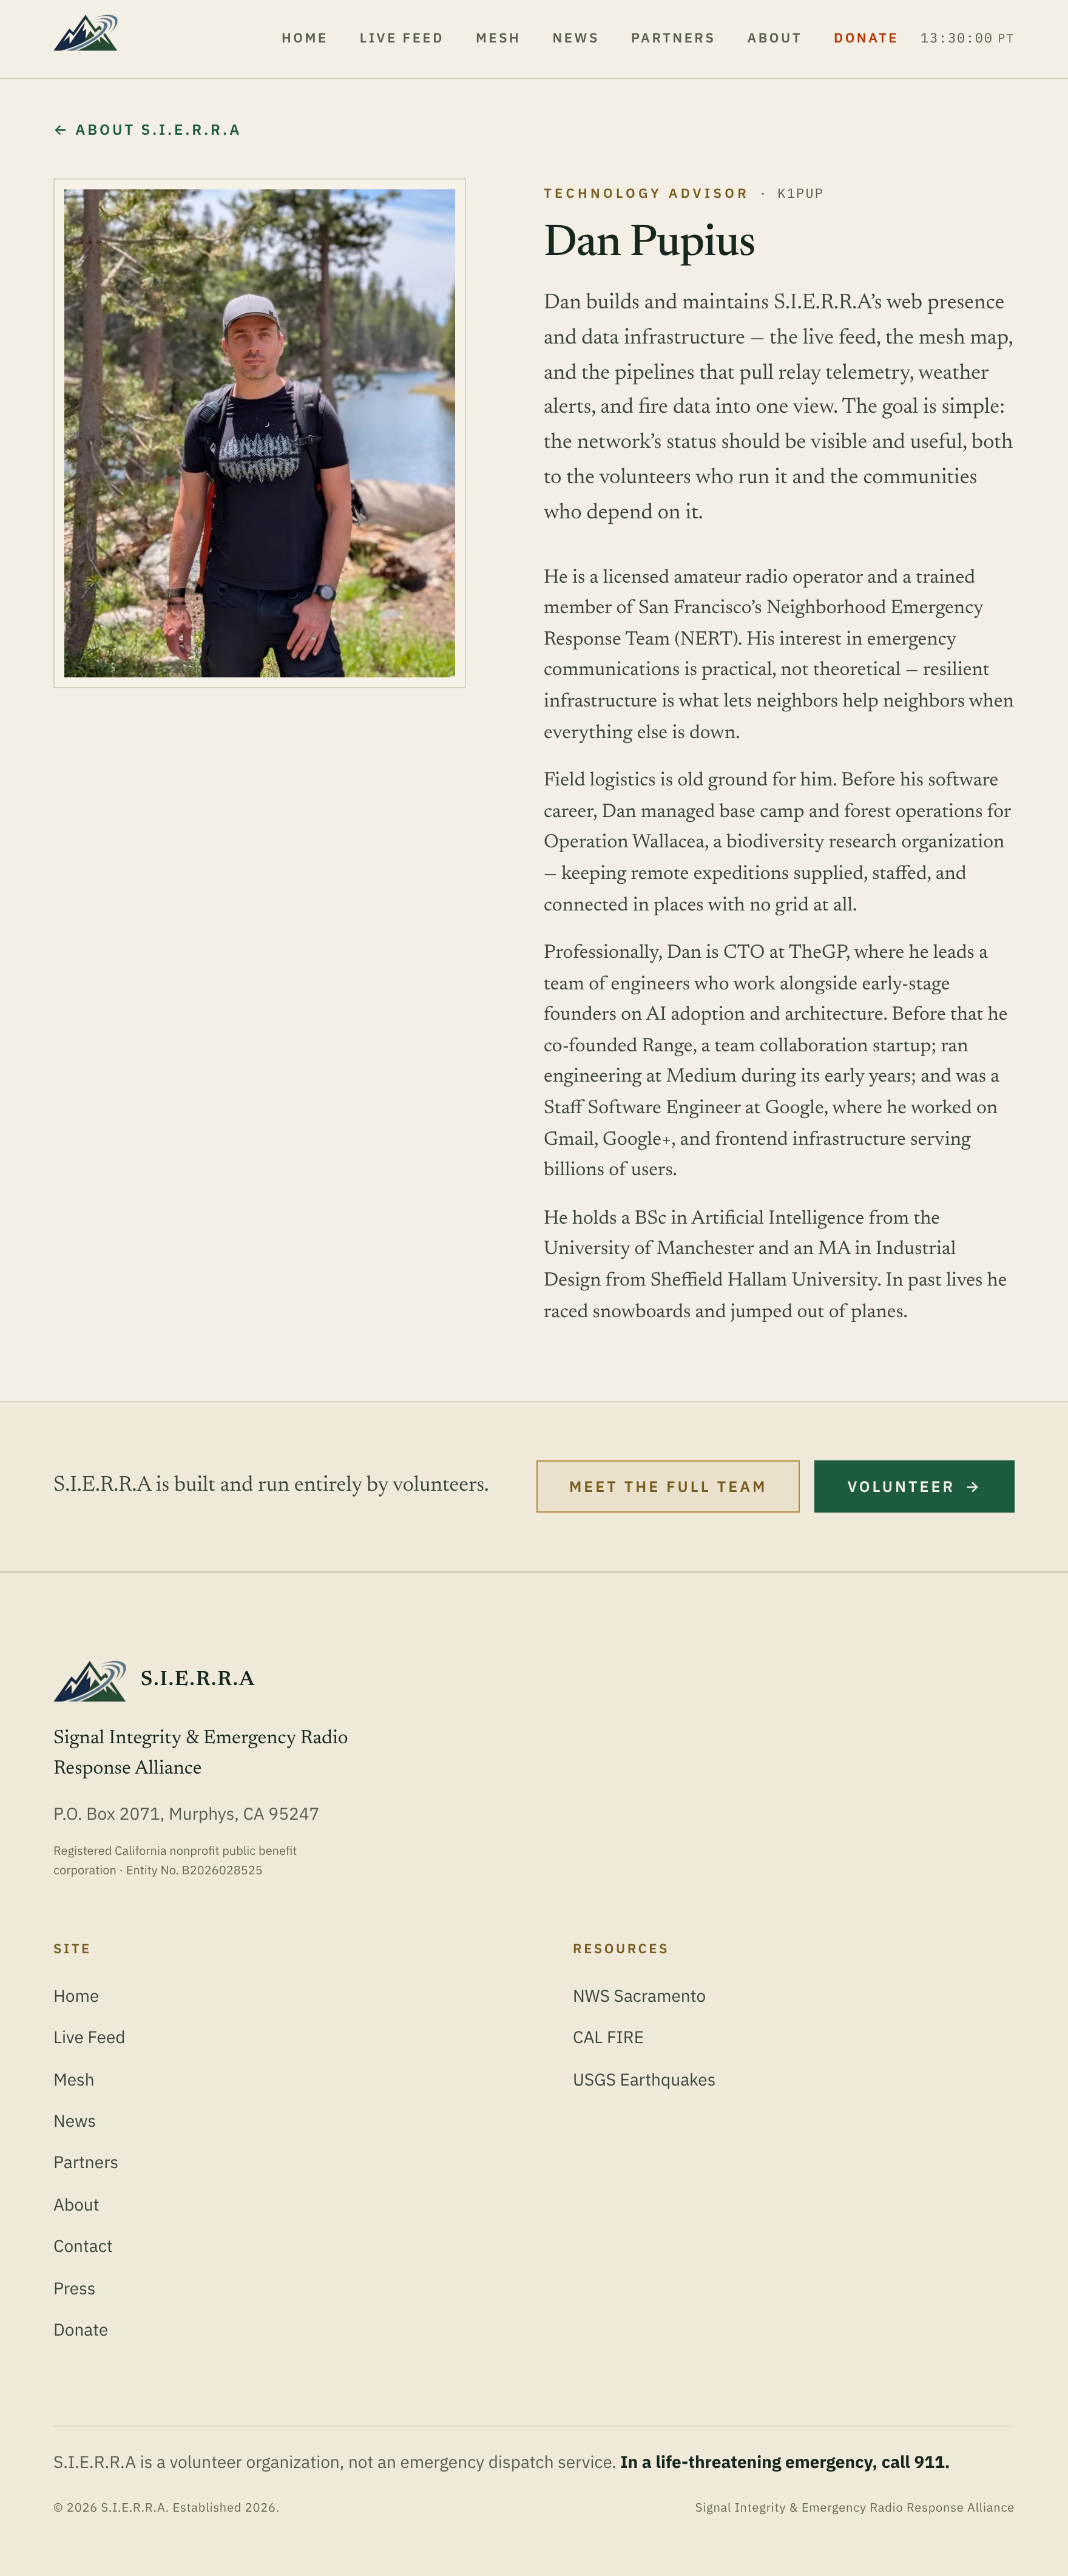 HOME LIVE FEED MESH NEWS PARTNERS ABOUT DONATE 13:30:00 PT
← ABOUT S.I.E.R.R.A
TECHNOLOGY ADVISOR · K1PUP
Dan Pupius
Dan builds and maintains S.I.E.R.R.A’s web presence
and data infrastructure — the live feed, the mesh map,
and the pipelines that pull relay telemetry, weather
alerts, and fire data into one view. The goal is simple:
the network’s status should be visible and useful, both
to the volunteers who run it and the communities
who depend on it.
He is a licensed amateur radio operator and a trained
member of San Francisco’s Neighborhood Emergency
Response Team (NERT). His interest in emergency
communications is practical, not theoretical — resilient
infrastructure is what lets neighbors help neighbors when
everything else is down.
Field logistics is old ground for him. Before his software
career, Dan managed base camp and forest operations for
Operation Wallacea, a biodiversity research organization
— keeping remote expeditions supplied, staffed, and
connected in places with no grid at all.
Professionally, Dan is CTO at TheGP, where he leads a
team of engineers who work alongside early-stage
founders on AI adoption and architecture. Before that he
co-founded Range, a team collaboration startup; ran
engineering at Medium during its early years; and was a
Staff Software Engineer at Google, where he worked on
Gmail, Google+, and frontend infrastructure serving
billions of users.
He holds a BSc in Artificial Intelligence from the
University of Manchester and an MA in Industrial
Design from Sheffield Hallam University. In past lives he
raced snowboards and jumped out of planes.
S.I.E.R.R.A is built and run entirely by volunteers.
MEET THE FULL TEAM
VOLUNTEER →
S.I.E.R.R.A
Signal Integrity & Emergency Radio
Response Alliance
P.O. Box 2071, Murphys, CA 95247
Registered California nonprofit public benefit
corporation · Entity No. B2026028525
SITE
Home
Live Feed
Mesh
News
Partners
About
Contact
Press
Donate
RESOURCES
NWS Sacramento
CAL FIRE
USGS Earthquakes
S.I.E.R.R.A is a volunteer organization, not an emergency dispatch service. In a life-threatening emergency, call 911.
© 2026 S.I.E.R.R.A. Established 2026.
Signal Integrity & Emergency Radio Response Alliance